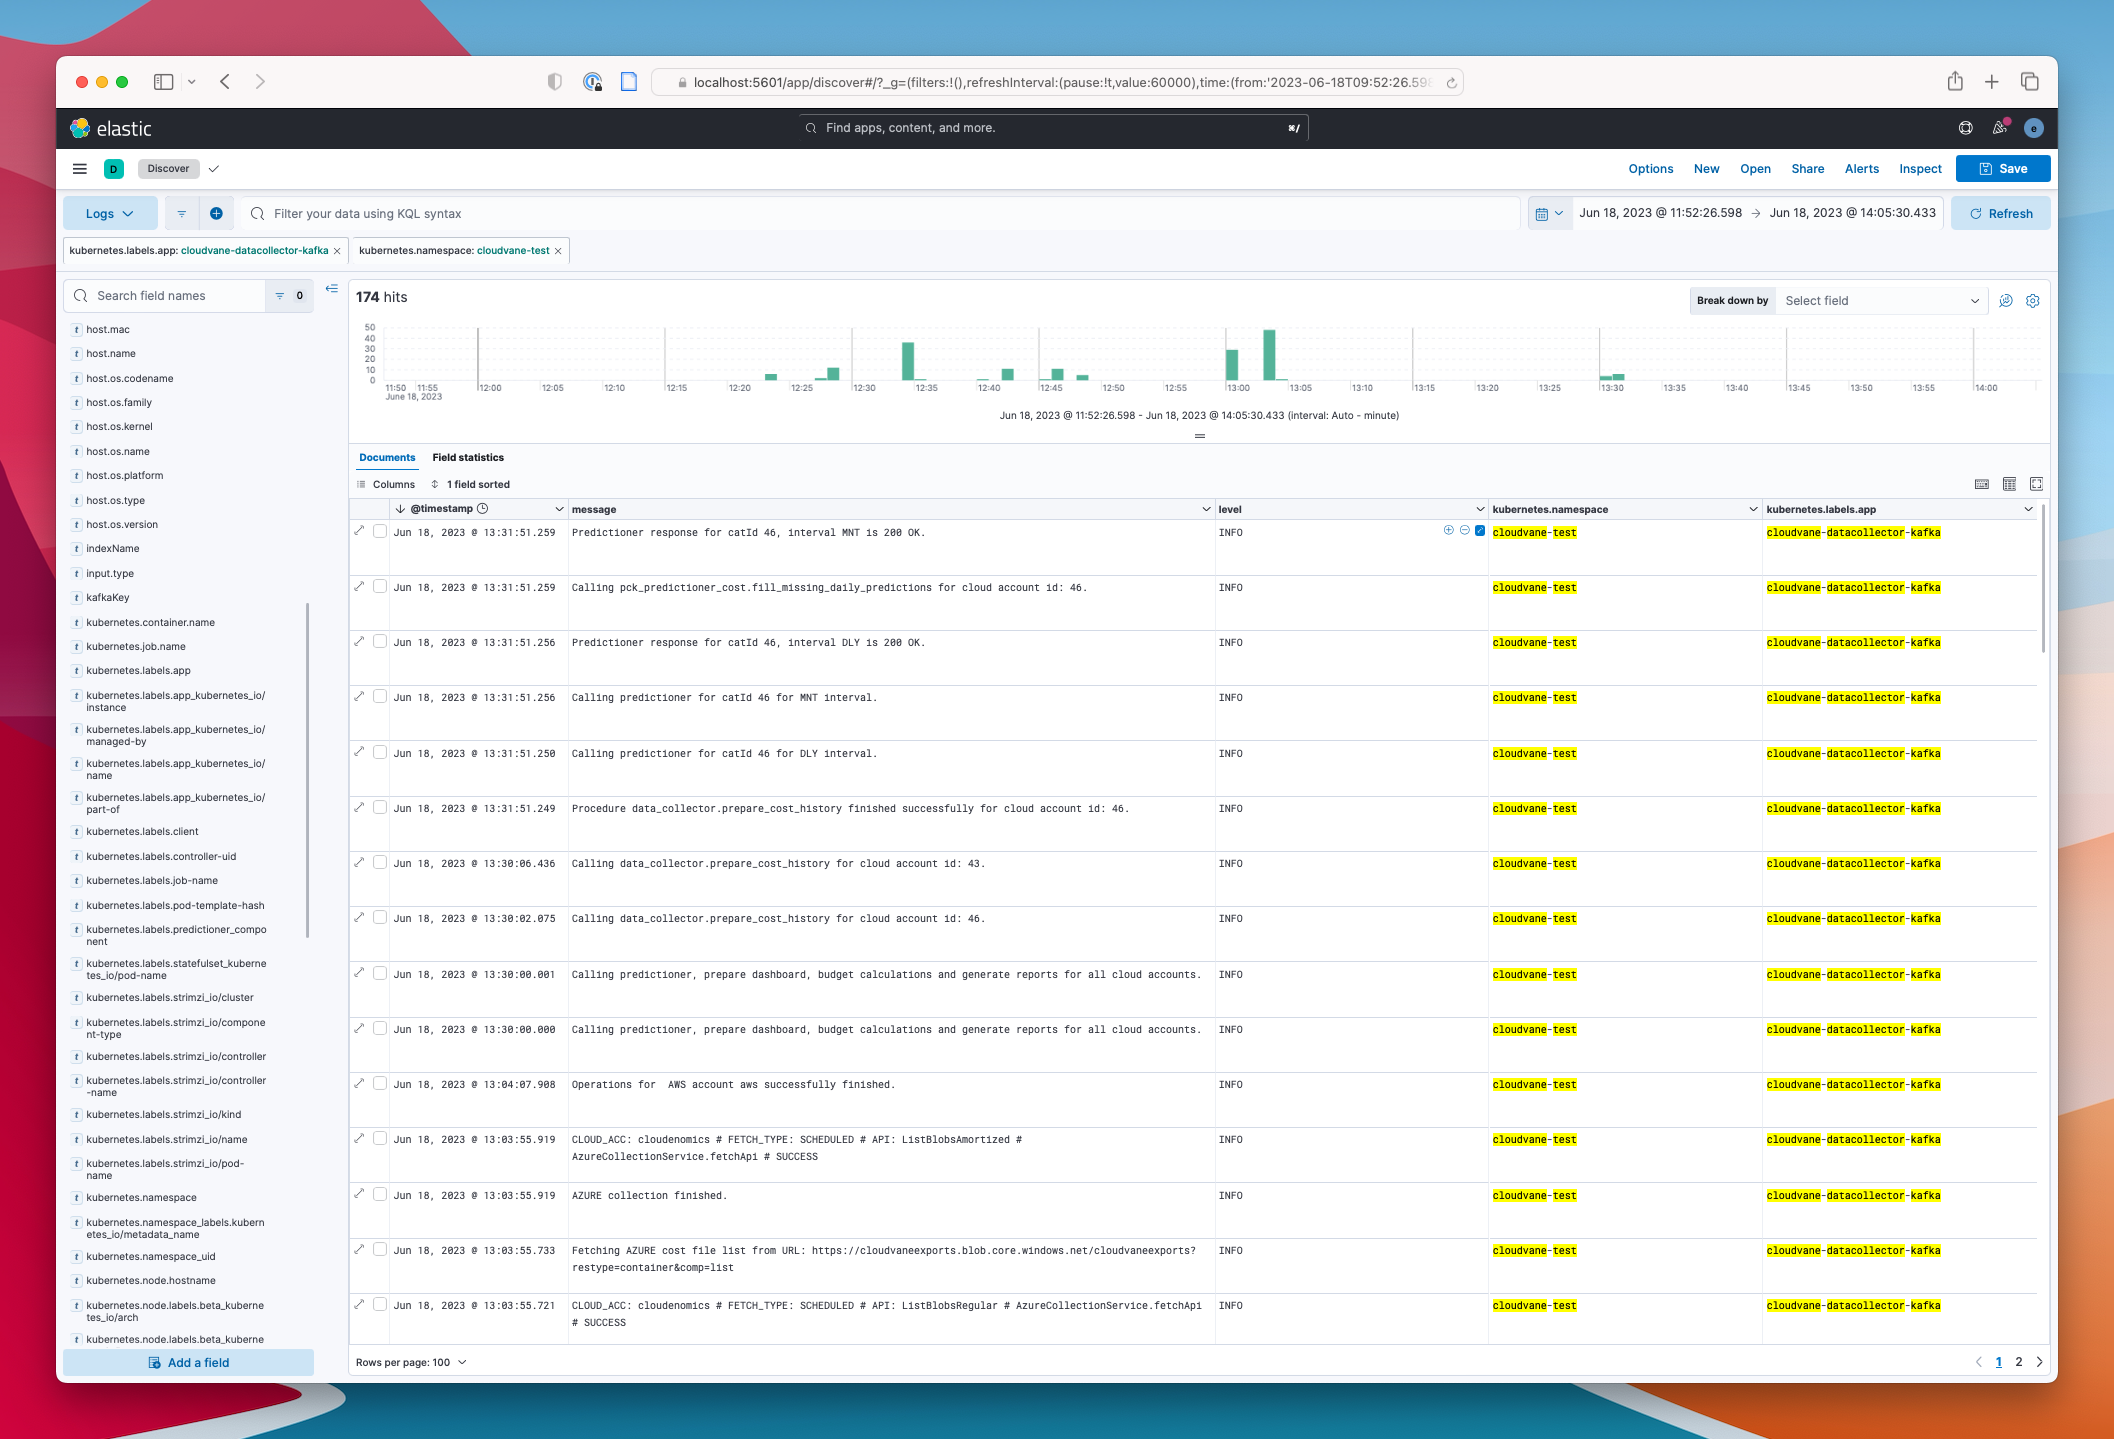 localhost:5601/app/discover#/?_g=(filters:!(),refreshInterval:(pause:!t,value:60000),time:(from:'2023-06-18T09:52:26.598
elastic
Find apps, content, and more.
⌘/
e
D
Discover
Options
New
Open
Share
Alerts
Inspect
Save
Logs
Filter your data using KQL syntax
Jun 18, 2023 @ 11:52:26.598 → Jun 18, 2023 @ 14:05:30.433
Refresh
kubernetes.labels.app: cloudvane-datacollector-kafka ×
kubernetes.namespace: cloudvane-test ×
Search field names
0
t host.mac
t host.name
t host.os.codename
t host.os.family
t host.os.kernel
t host.os.name
t host.os.platform
t host.os.type
t host.os.version
t indexName
t input.type
t kafkaKey
t kubernetes.container.name
t kubernetes.job.name
t kubernetes.labels.app
t kubernetes.labels.app_kubernetes_io/
instance
t kubernetes.labels.app_kubernetes_io/
managed-by
t kubernetes.labels.app_kubernetes_io/
name
t kubernetes.labels.app_kubernetes_io/
part-of
t kubernetes.labels.client
t kubernetes.labels.controller-uid
t kubernetes.labels.job-name
t kubernetes.labels.pod-template-hash
t kubernetes.labels.predictioner_compo
nent
t kubernetes.labels.statefulset_kuberne
tes_io/pod-name
t kubernetes.labels.strimzi_io/cluster
t kubernetes.labels.strimzi_io/compone
nt-type
t kubernetes.labels.strimzi_io/controller
t kubernetes.labels.strimzi_io/controller
-name
t kubernetes.labels.strimzi_io/kind
t kubernetes.labels.strimzi_io/name
t kubernetes.labels.strimzi_io/pod-
name
t kubernetes.namespace
t kubernetes.namespace_labels.kubern
etes_io/metadata_name
t kubernetes.namespace_uid
t kubernetes.node.hostname
t kubernetes.node.labels.beta_kuberne
tes_io/arch
t kubernetes.node.labels.beta_kuberne
Add a field
174 hits
Break down by
Select field
50
40
30
20
10
0
11:50 11:55 12:00 12:05 12:10 12:15 12:20 12:25 12:30 12:35 12:40 12:45 12:50 12:55 13:00 13:05 13:10 13:15 13:20 13:25 13:30 13:35 13:40 13:45 13:50 13:55 14:00
June 18, 2023
Jun 18, 2023 @ 11:52:26.598 - Jun 18, 2023 @ 14:05:30.433 (interval: Auto - minute)
Documents
Field statistics
Columns
1 field sorted
@timestamp message level kubernetes.namespace kubernetes.labels.app
Jun 18, 2023 @ 13:31:51.259 Predictioner response for catId 46, interval MNT is 200 OK. INFO cloudvane-test cloudvane-datacollector-kafka
Jun 18, 2023 @ 13:31:51.259 Calling pck_predictioner_cost.fill_missing_daily_predictions for cloud account id: 46. INFO cloudvane-test cloudvane-datacollector-kafka
Jun 18, 2023 @ 13:31:51.256 Predictioner response for catId 46, interval DLY is 200 OK. INFO cloudvane-test cloudvane-datacollector-kafka
Jun 18, 2023 @ 13:31:51.256 Calling predictioner for catId 46 for MNT interval. INFO cloudvane-test cloudvane-datacollector-kafka
Jun 18, 2023 @ 13:31:51.250 Calling predictioner for catId 46 for DLY interval. INFO cloudvane-test cloudvane-datacollector-kafka
Jun 18, 2023 @ 13:31:51.249 Procedure data_collector.prepare_cost_history finished successfully for cloud account id: 46. INFO cloudvane-test cloudvane-datacollector-kafka
Jun 18, 2023 @ 13:30:06.436 Calling data_collector.prepare_cost_history for cloud account id: 43. INFO cloudvane-test cloudvane-datacollector-kafka
Jun 18, 2023 @ 13:30:02.075 Calling data_collector.prepare_cost_history for cloud account id: 46. INFO cloudvane-test cloudvane-datacollector-kafka
Jun 18, 2023 @ 13:30:00.001 Calling predictioner, prepare dashboard, budget calculations and generate reports for all cloud accounts. INFO cloudvane-test cloudvane-datacollector-kafka
Jun 18, 2023 @ 13:30:00.000 Calling predictioner, prepare dashboard, budget calculations and generate reports for all cloud accounts. INFO cloudvane-test cloudvane-datacollector-kafka
Jun 18, 2023 @ 13:04:07.908 Operations for  AWS account aws successfully finished. INFO cloudvane-test cloudvane-datacollector-kafka
Jun 18, 2023 @ 13:03:55.919 CLOUD_ACC: cloudenomics # FETCH_TYPE: SCHEDULED # API: ListBlobsAmortized # INFO cloudvane-test cloudvane-datacollector-kafka
AzureCollectionService.fetchApi # SUCCESS
Jun 18, 2023 @ 13:03:55.919 AZURE collection finished. INFO cloudvane-test cloudvane-datacollector-kafka
Jun 18, 2023 @ 13:03:55.733 Fetching AZURE cost file list from URL: https://cloudvaneexports.blob.core.windows.net/cloudvaneexports? INFO cloudvane-test cloudvane-datacollector-kafka
restype=container&comp=list
Jun 18, 2023 @ 13:03:55.721 CLOUD_ACC: cloudenomics # FETCH_TYPE: SCHEDULED # API: ListBlobsRegular # AzureCollectionService.fetchApi INFO cloudvane-test cloudvane-datacollector-kafka
# SUCCESS
Rows per page: 100
1 2